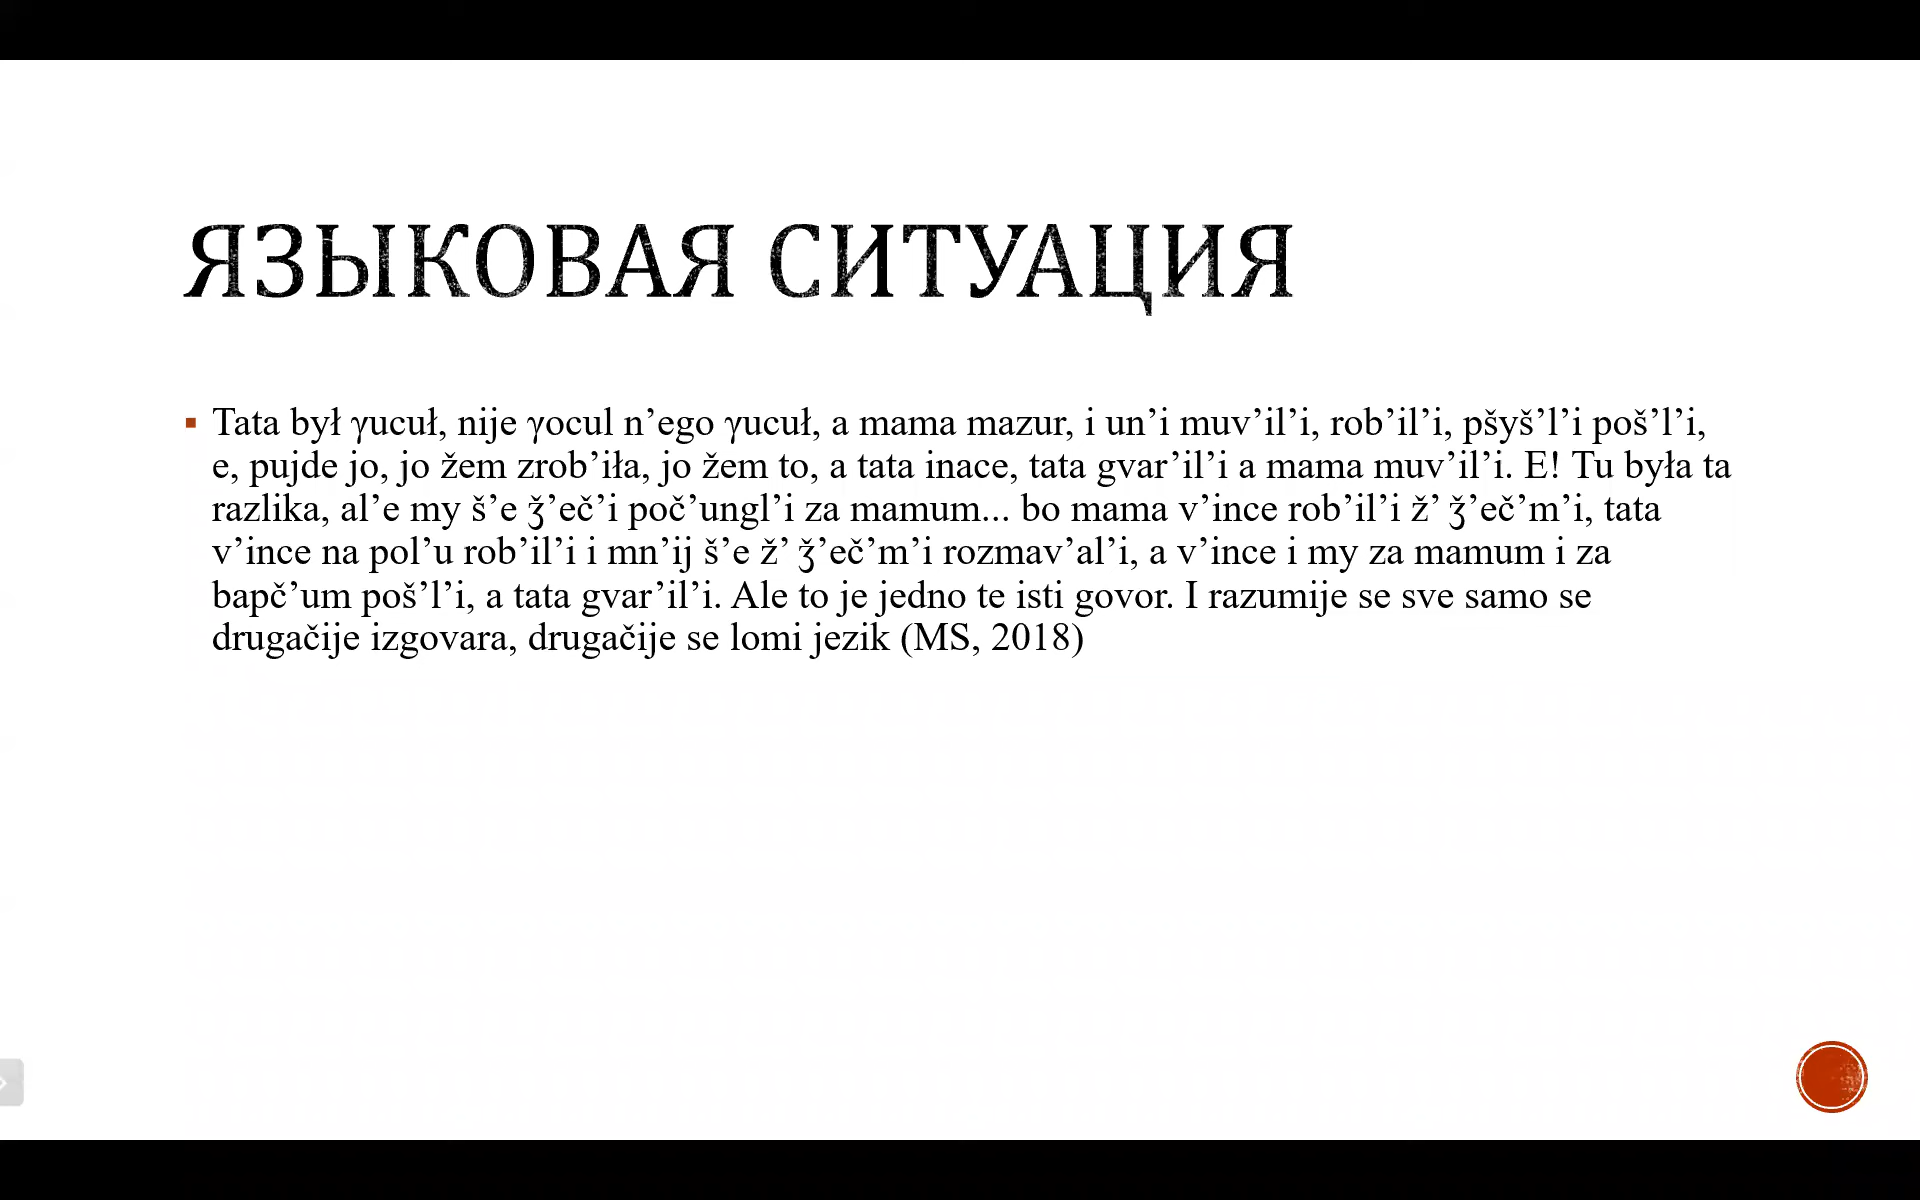 ЯЗЫКОВАЯ СИТУАЦИЯ
▪ Tata był γucuł, nije γocul n’ego γucuł, a mama mazur, i un’i muv’il’i, rob’il’i, pšyš’l’i poš’l’i,
e, pujde jo, jo žem zrob’iła, jo žem to, a tata inace, tata gvar’il’i a mama muv’il’i. E! Tu była ta
razlika, al’e my š’e ǯ’eč’i poč’ungl’i za mamum... bo mama v’ince rob’il’i ž’ ǯ’eč’m’i, tata
v’ince na pol’u rob’il’i i mn’ij š’e ž’ ǯ’eč’m’i rozmav’al’i, a v’ince i my za mamum i za
bapč’um poš’l’i, a tata gvar’il’i. Ale to je jedno te isti govor. I razumije se sve samo se
drugačije izgovara, drugačije se lomi jezik (MS, 2018)